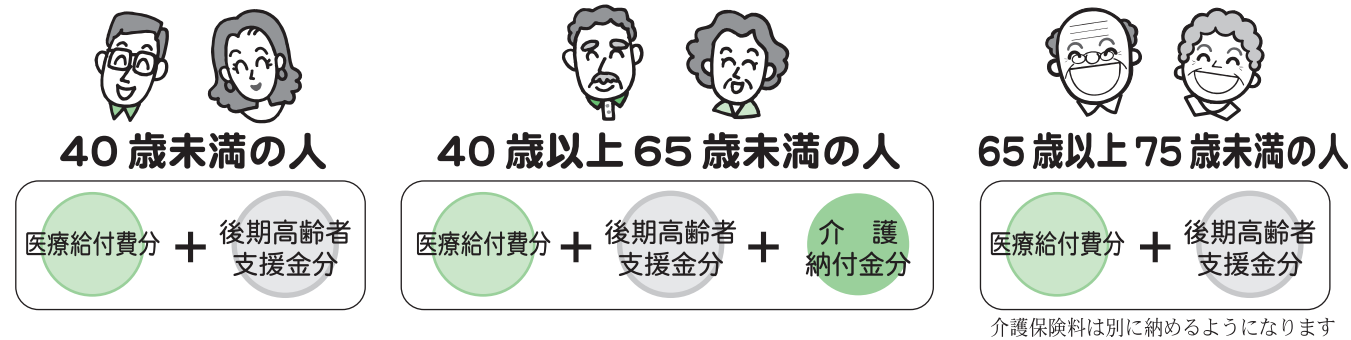 40歳未満の人
医療給付費分 + 後期高齢者
支援金分
40歳以上65歳未満の人
医療給付費分 + 後期高齢者
支援金分 + 介　護
納付金分
65歳以上75歳未満の人
医療給付費分 + 後期高齢者
支援金分
介護保険料は別に納めるようになります